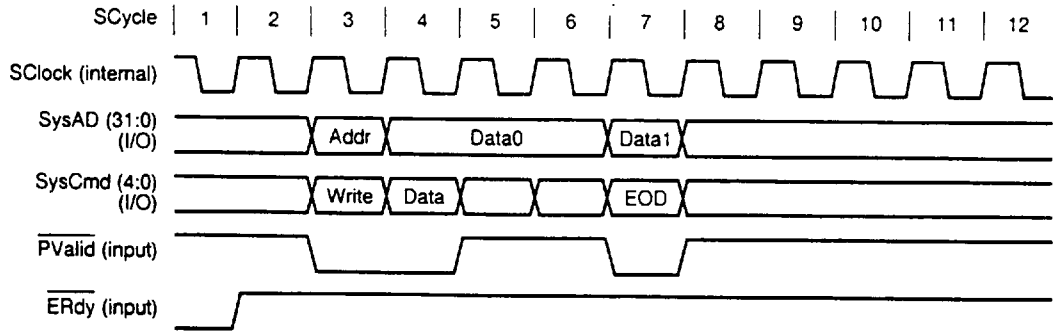 SCycle 1 2 3 4 5 6 7 8 9 10 11 12
SClock (internal)
SysAD (31:0)
(I/O)
Addr Data0 Data1
SysCmd (4:0)
(I/O)
Write Data EOD
PValid (input)
ERdy (input)